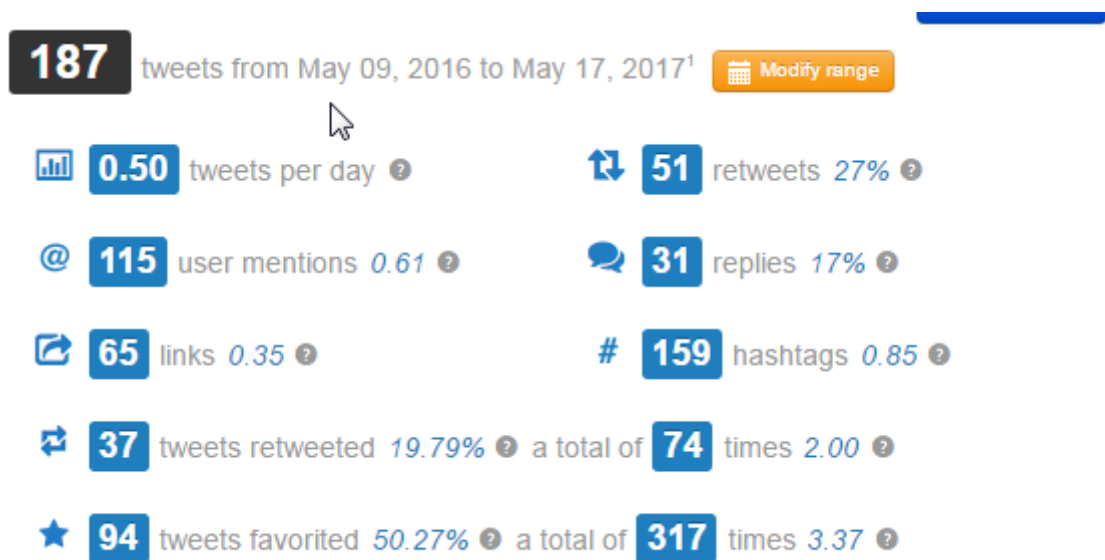 187 tweets from May 09, 2016 to May 17, 2017¹ Modify range
0.50 tweets per day ? 51 retweets 27% ?
@ 115 user mentions 0.61 ? 31 replies 17% ?
65 links 0.35 ? # 159 hashtags 0.85 ?
37 tweets retweeted 19.79% ? a total of 74 times 2.00 ?
94 tweets favorited 50.27% ? a total of 317 times 3.37 ?